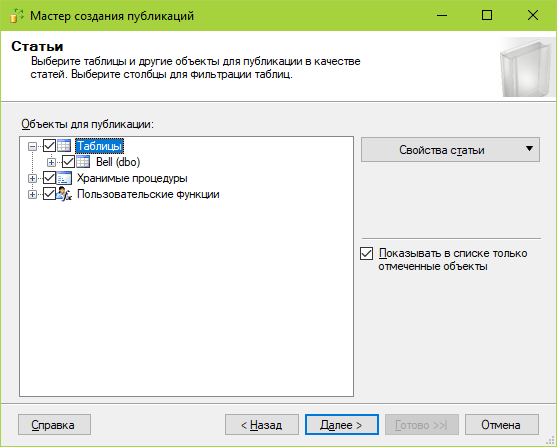 Мастер создания публикаций
Статьи
Выберите таблицы и другие объекты для публикации в качестве
статей. Выберите столбцы для фильтрации таблиц.
Объекты для публикации:
Таблицы
Bell (dbo)
Хранимые процедуры
Пользовательские функции
Свойства статьи
Показывать в списке только
отмеченные объекты
Справка
< Назад
Далее >
Готово >>|
Отмена